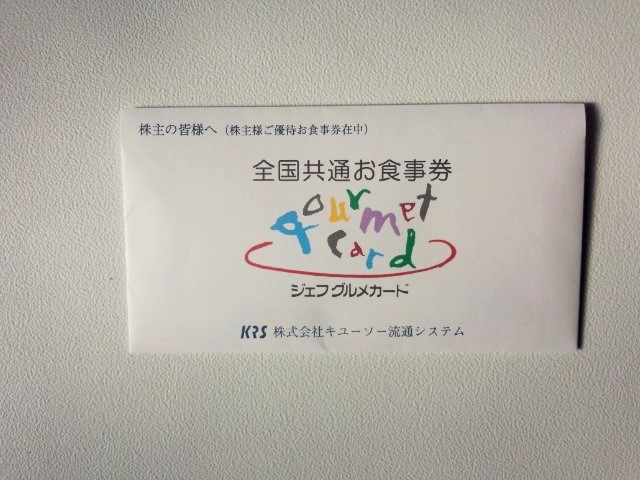 株主の皆様へ（株主様ご優待お食事券在中）
全国共通お食事券
gourmet
card
ジェフグルメカード
KRS 株式会社キユーソー流通システム